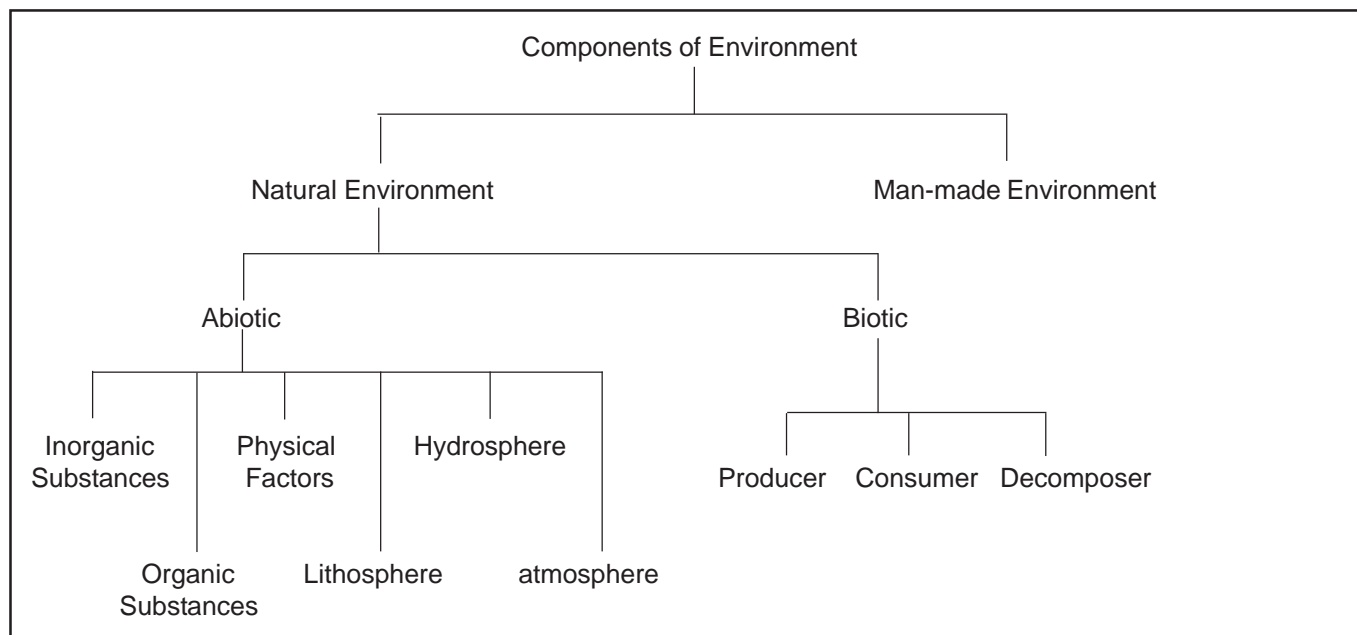 Components of Environment
Natural Environment
Man-made Environment
Abiotic
Biotic
Inorganic
Substances
Physical
Factors
Hydrosphere
Producer
Consumer
Decomposer
Organic
Substances
Lithosphere
atmosphere